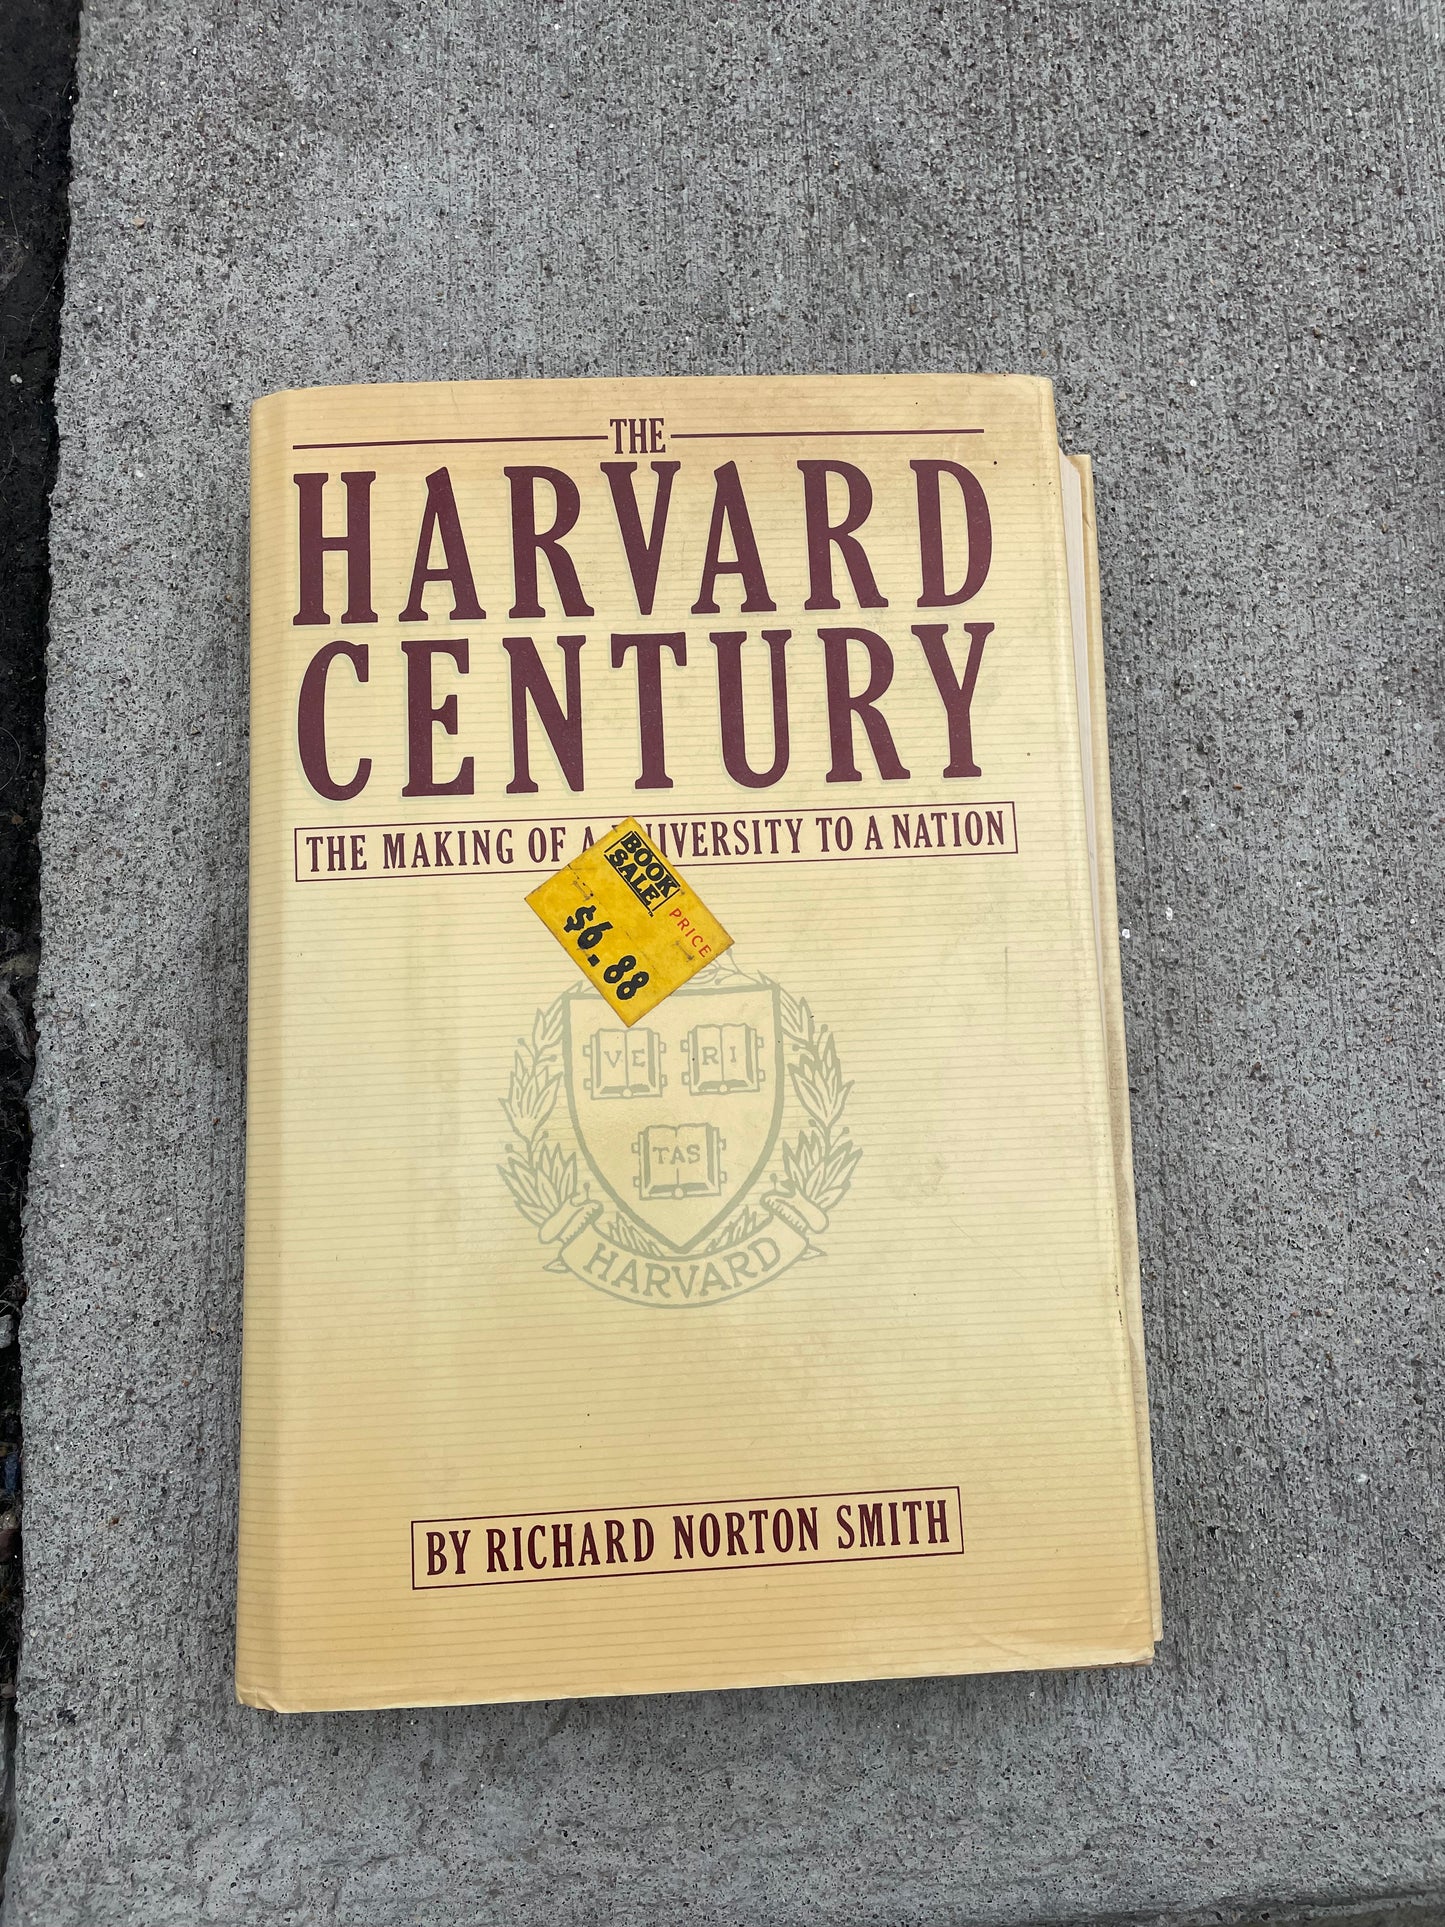 THE
HARVARD
CENTURY
THE MAKING OF A UNIVERSITY TO A NATION
BOOK
SALE
PRICE
$6.88
VE RI
TAS
HARVARD
BY RICHARD NORTON SMITH